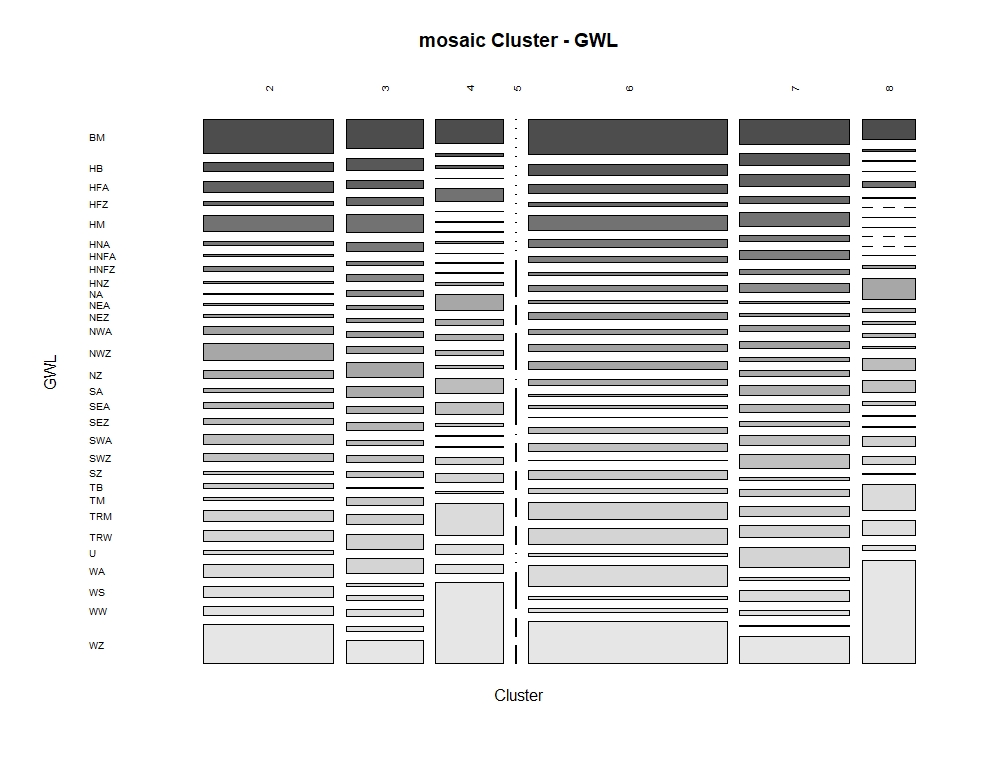 mosaic Cluster - GWL
2 3 4 5 6 7 8
BM
HB
HFA
HFZ
HM
HNA
HNFA
HNFZ
HNZ
NA
NEA
NEZ
NWA
NWZ
NZ
SA
SEA
SEZ
SWA
SWZ
SZ
TB
TM
TRM
TRW
U
WA
WS
WW
WZ
GWL
Cluster